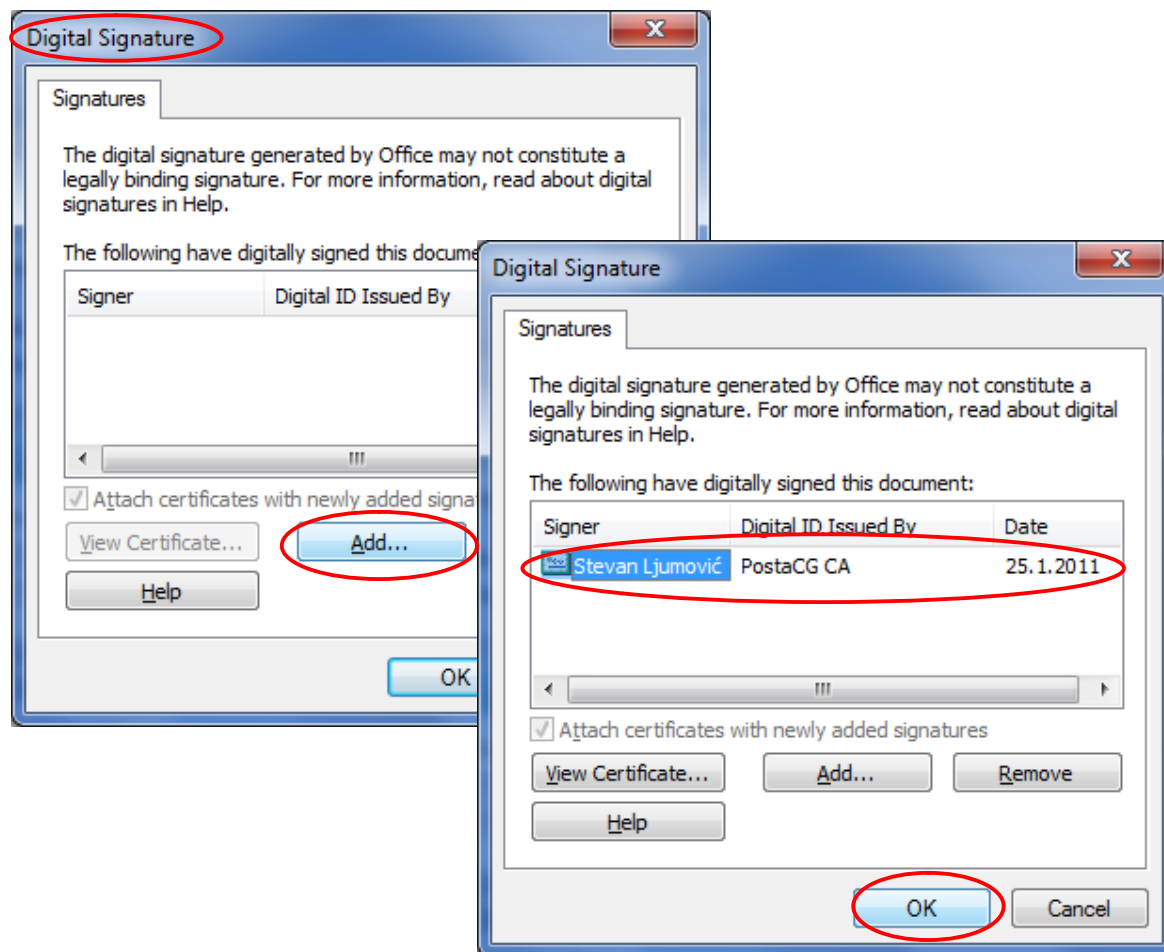 Digital Signature
Signatures
The digital signature generated by Office may not constitute a
legally binding signature. For more information, read about digital
signatures in Help.
The following have digitally signed this docume
Signer Digital ID Issued By
Attach certificates with newly added signat
View Certificate... Add...
Help
OK
Digital Signature
Signatures
The digital signature generated by Office may not constitute a
legally binding signature. For more information, read about digital
signatures in Help.
The following have digitally signed this document:
Signer Digital ID Issued By Date
Stevan Ljumović PostaCG CA 25.1.2011
Attach certificates with newly added signatures
View Certificate... Add... Remove
Help
OK Cancel